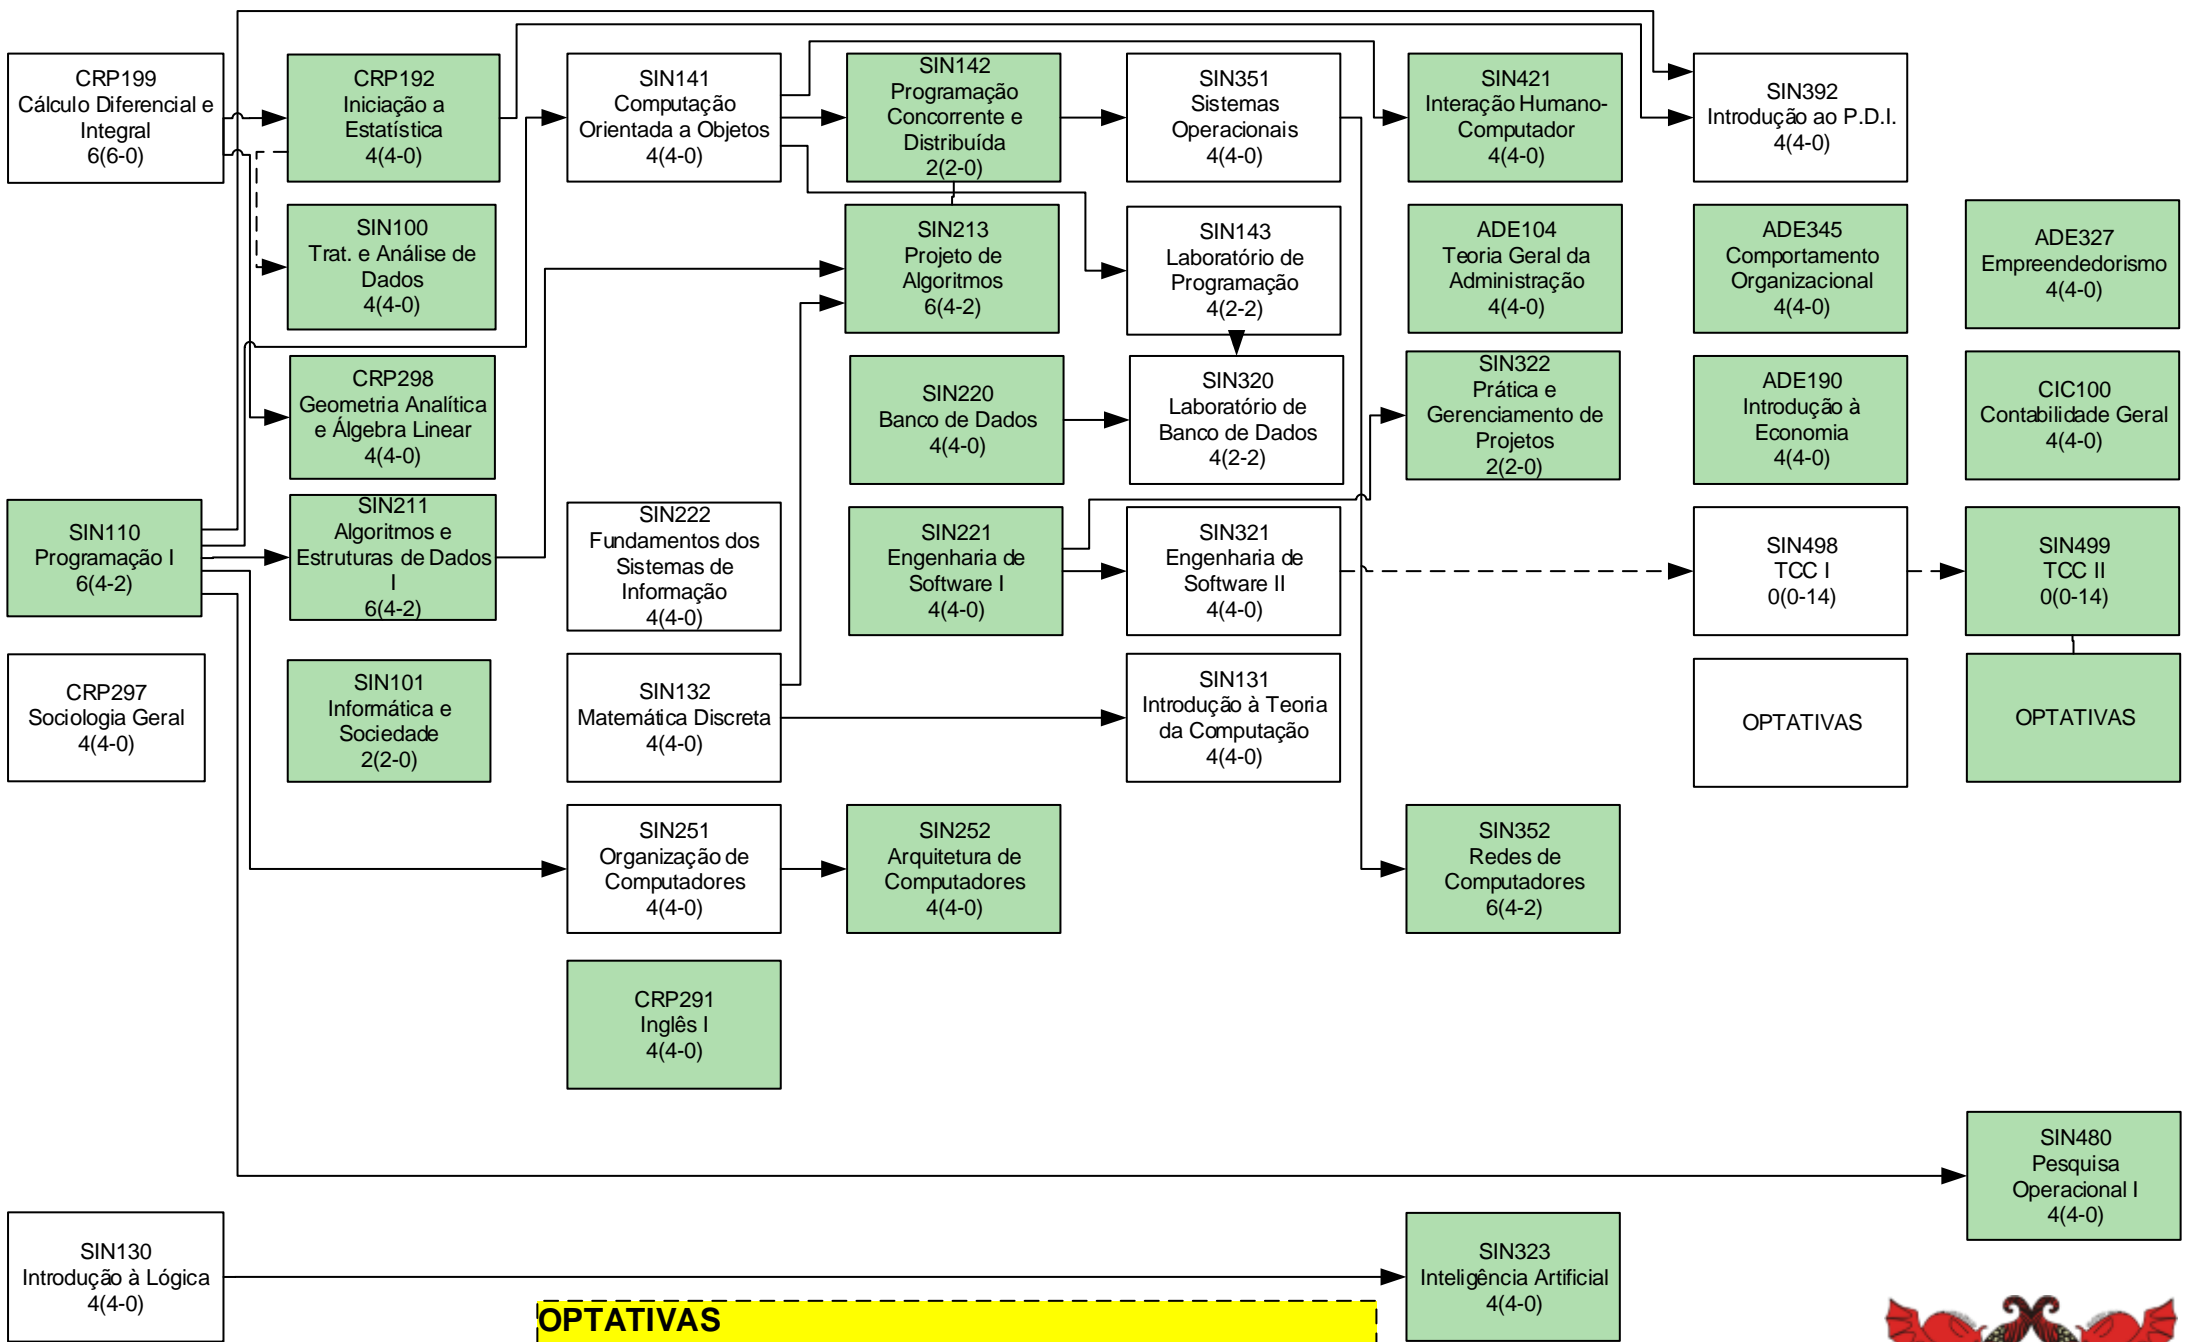 CRP199
Cálculo Diferencial e
Integral
6(6-0)
CRP192
Iniciação a
Estatística
4(4-0)
SIN141
Computação
Orientada a Objetos
4(4-0)
SIN142
Programação
Concorrente e
Distribuída
2(2-0)
SIN351
Sistemas
Operacionais
4(4-0)
SIN421
Interação Humano-
Computador
4(4-0)
SIN392
Introdução ao P.D.I.
4(4-0)
SIN100
Trat. e Análise de
Dados
4(4-0)
SIN213
Projeto de
Algoritmos
6(4-2)
SIN143
Laboratório de
Programação
4(2-2)
ADE104
Teoria Geral da
Administração
4(4-0)
ADE345
Comportamento
Organizacional
4(4-0)
ADE327
Empreendedorismo
4(4-0)
CRP298
Geometria Analítica
e Álgebra Linear
4(4-0)
SIN220
Banco de Dados
4(4-0)
SIN320
Laboratório de
Banco de Dados
4(2-2)
SIN322
Prática e
Gerenciamento de
Projetos
2(2-0)
ADE190
Introdução à
Economia
4(4-0)
CIC100
Contabilidade Geral
4(4-0)
SIN110
Programação I
6(4-2)
SIN211
Algoritmos e
Estruturas de Dados
I
6(4-2)
SIN222
Fundamentos dos
Sistemas de
Informação
4(4-0)
SIN221
Engenharia de
Software I
4(4-0)
SIN321
Engenharia de
Software II
4(4-0)
SIN498
TCC I
0(0-14)
SIN499
TCC II
0(0-14)
CRP297
Sociologia Geral
4(4-0)
SIN101
Informática e
Sociedade
2(2-0)
SIN132
Matemática Discreta
4(4-0)
SIN131
Introdução à Teoria
da Computação
4(4-0)
OPTATIVAS
OPTATIVAS
SIN251
Organização de
Computadores
4(4-0)
SIN252
Arquitetura de
Computadores
4(4-0)
SIN352
Redes de
Computadores
6(4-2)
CRP291
Inglês I
4(4-0)
SIN480
Pesquisa
Operacional I
4(4-0)
SIN130
Introdução à Lógica
4(4-0)
SIN323
Inteligência Artificial
4(4-0)
OPTATIVAS